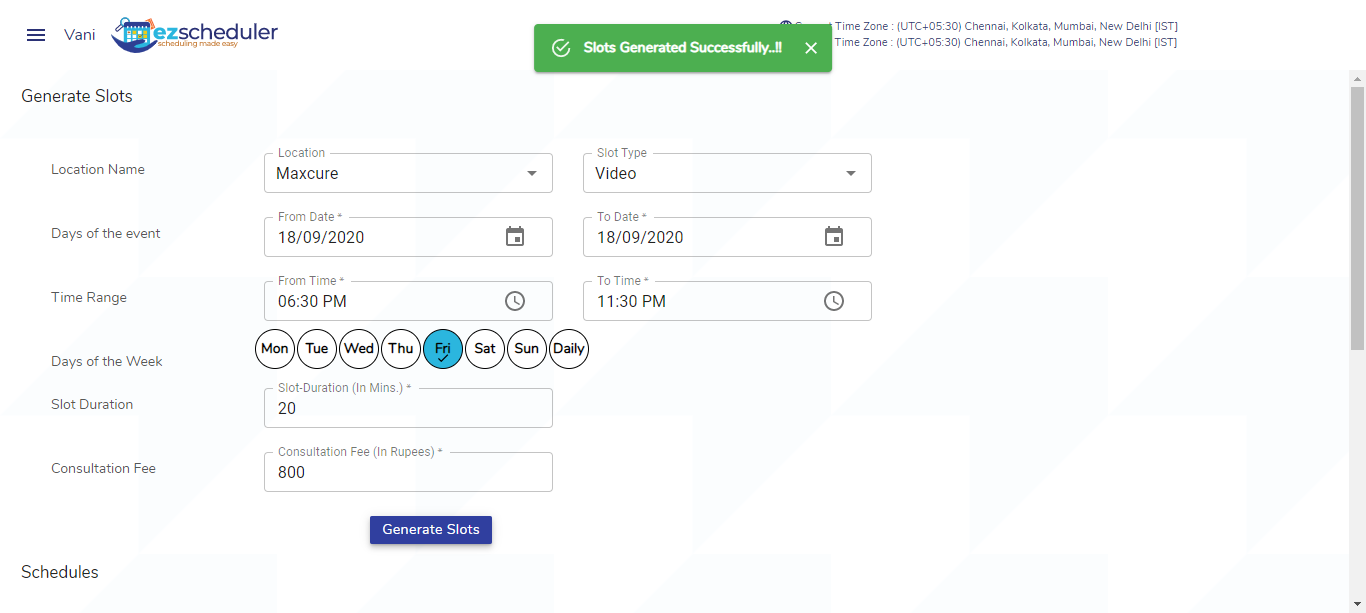 Vani
ezscheduler
scheduling made easy
Slots Generated Successfully..!!
Time Zone : (UTC+05:30) Chennai, Kolkata, Mumbai, New Delhi [IST]
Time Zone : (UTC+05:30) Chennai, Kolkata, Mumbai, New Delhi [IST]
Generate Slots
Location Name
Location
Maxcure
Slot Type
Video
Days of the event
From Date *
18/09/2020
To Date *
18/09/2020
Time Range
From Time *
06:30 PM
To Time *
11:30 PM
Days of the Week
Mon Tue Wed Thu Fri Sat Sun Daily
Slot Duration
Slot-Duration (In Mins.) *
20
Consultation Fee
Consultation Fee (In Rupees) *
800
Generate Slots
Schedules